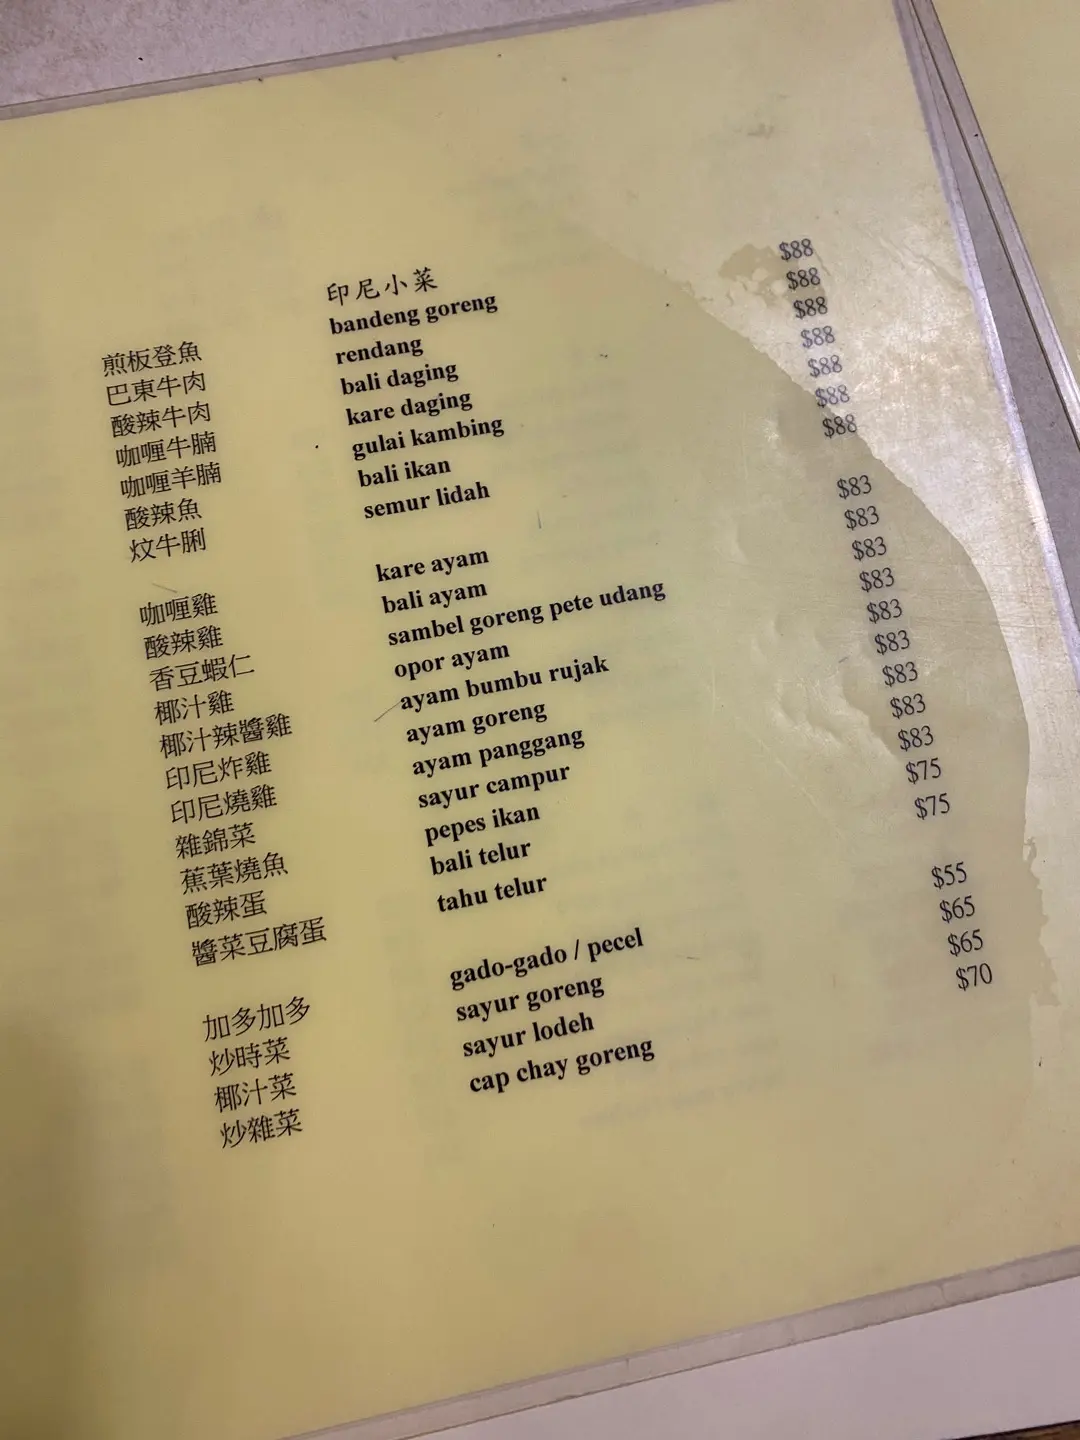 印尼小菜
煎板登魚 bandeng goreng $88
巴東牛肉 rendang $88
酸辣牛肉 bali daging $88
咖喱牛腩 kare daging $88
咖喱羊腩 gulai kambing $88
酸辣魚 bali ikan $88
炆牛脷 semur lidah $88
咖喱雞 kare ayam $83
酸辣雞 bali ayam $83
香豆蝦仁 sambel goreng pete udang $83
椰汁雞 opor ayam $83
椰汁辣醬雞 ayam bumbu rujak $83
印尼炸雞 ayam goreng $83
印尼燒雞 ayam panggang $83
雜錦菜 sayur campur $83
蕉葉燒魚 pepes ikan $83
酸辣蛋 bali telur $75
醬菜豆腐蛋 tahu telur $75
加多加多 gado-gado / pecel $55
炒時菜 sayur goreng $65
椰汁菜 sayur lodeh $65
炒雜菜 cap chay goreng $70